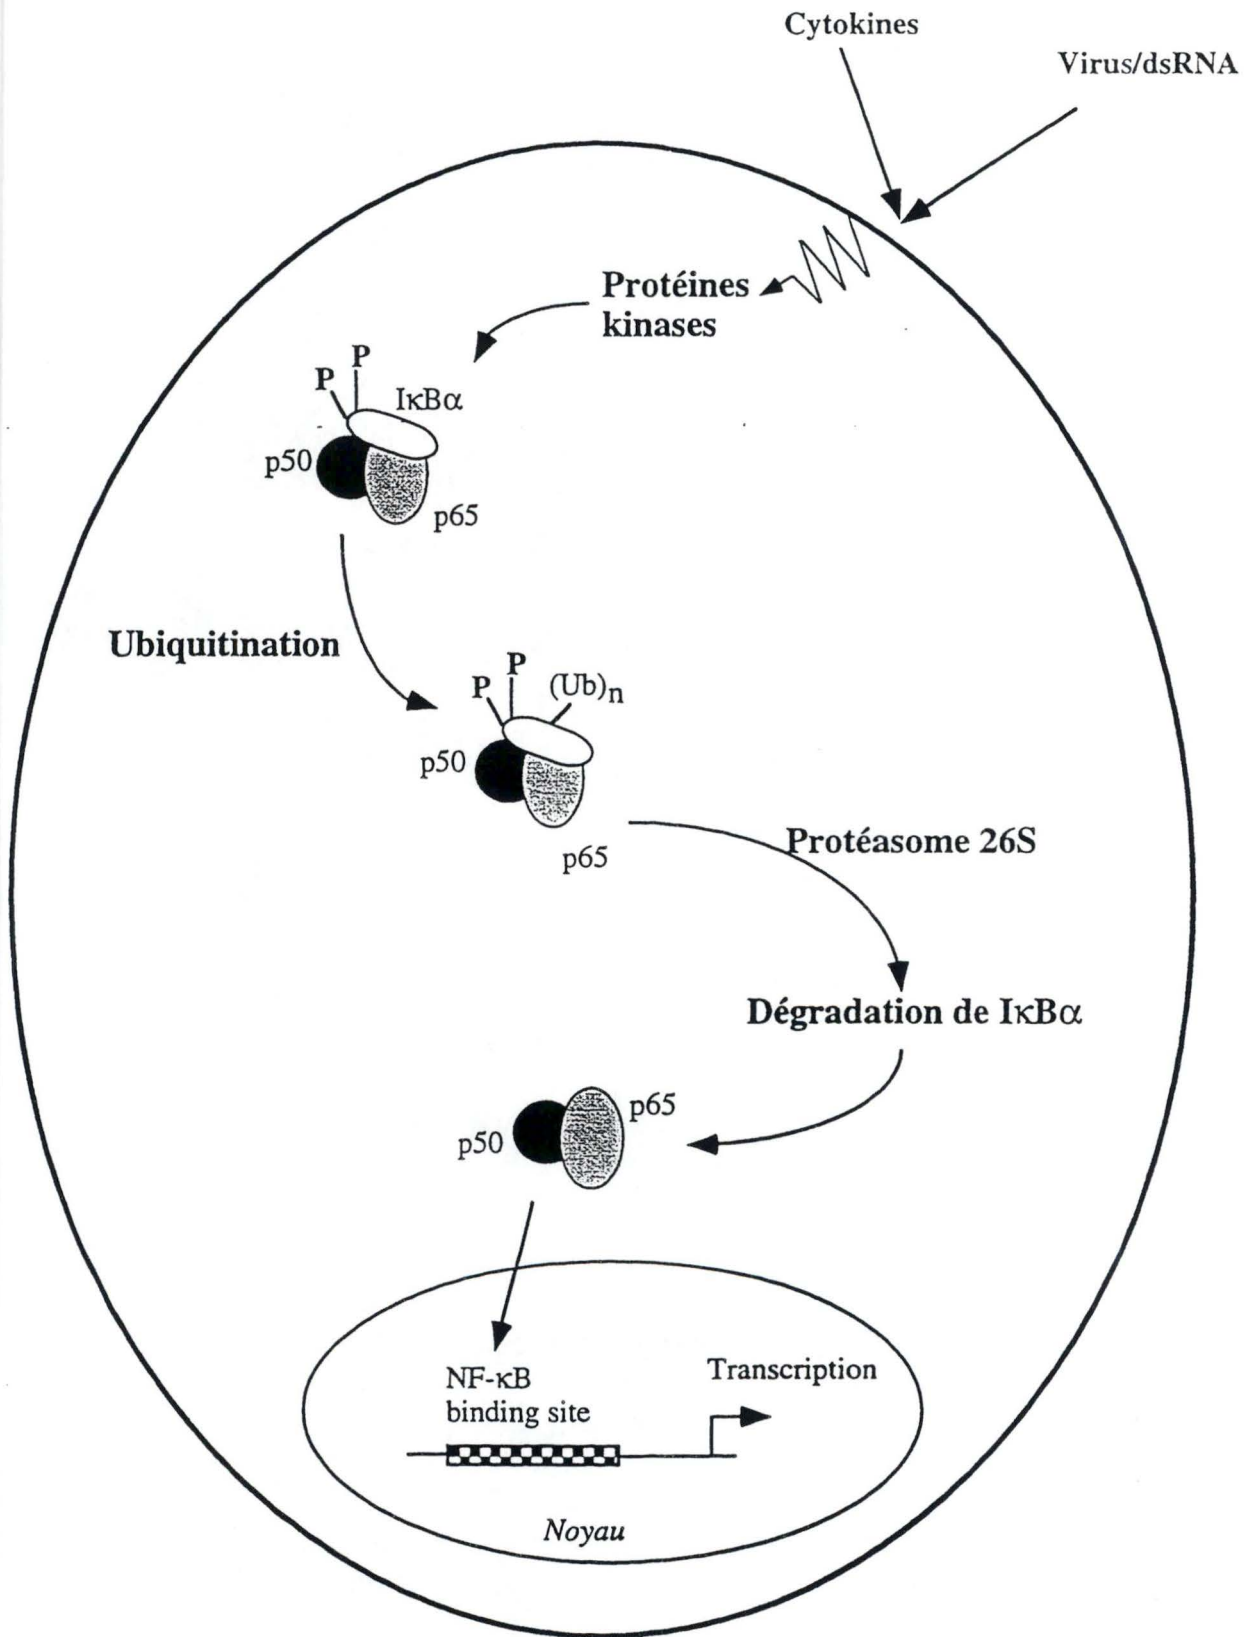 Cytokines
Virus/dsRNA
Protéines
kinases
P
P
IκBα
p50
p65
Ubiquitination
P
P
(Ub)n
p50
p65
Protéasome 26S
Dégradation de IκBα
p65
p50
NF-κB
binding site
Transcription
Noyau